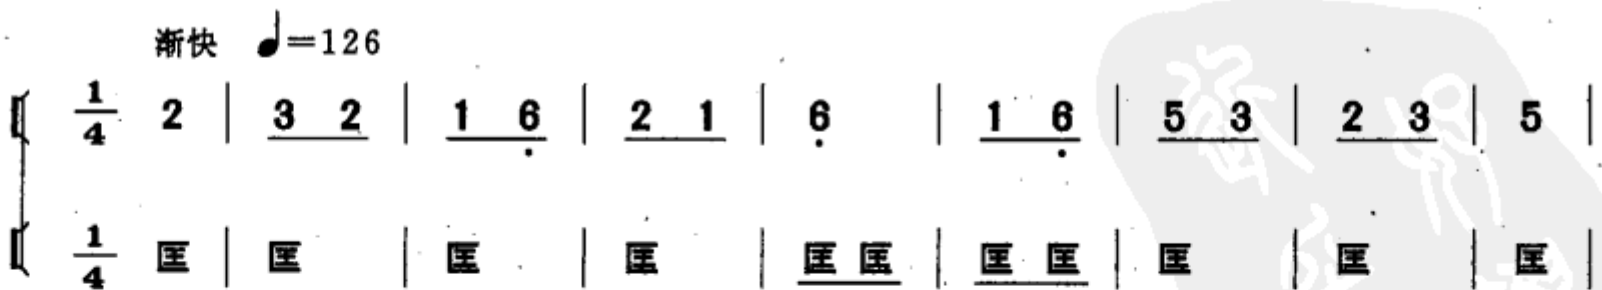 渐快 ♩=126
1/4 2 | 3 2 | 1 6̣ | 2 1 | 6̣ | 1 6̣ | 5 3 | 2 3 | 5 |
1/4 匡 | 匡 | 匡 | 匡 | 匡 匡 | 匡 匡 | 匡 | 匡 | 匡 |